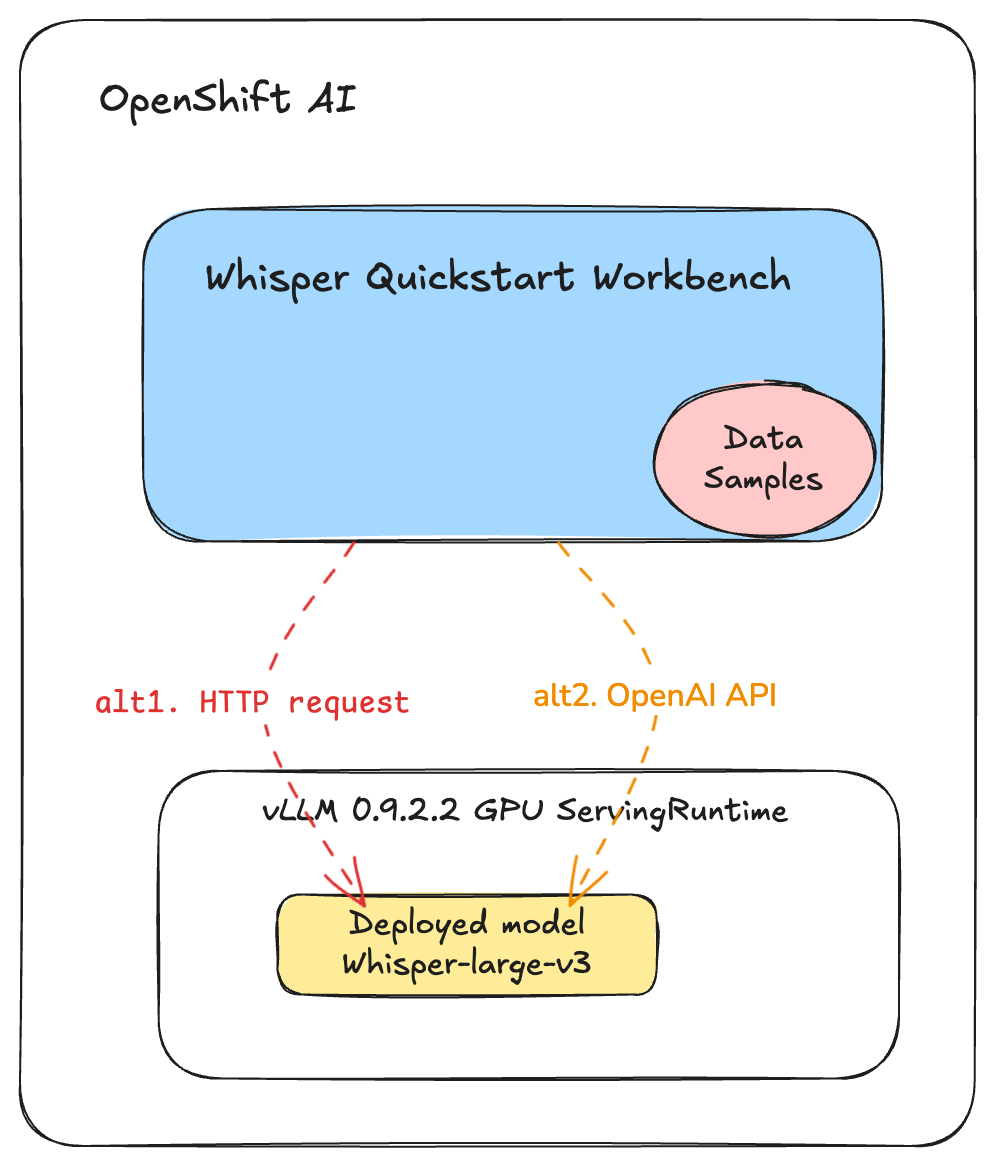 OpenShift AI
Whisper Quickstart Workbench
Data
Samples
alt1. HTTP request
alt2. OpenAI API
vLLM 0.9.2.2 GPU ServingRuntime
Deployed model
Whisper-large-v3